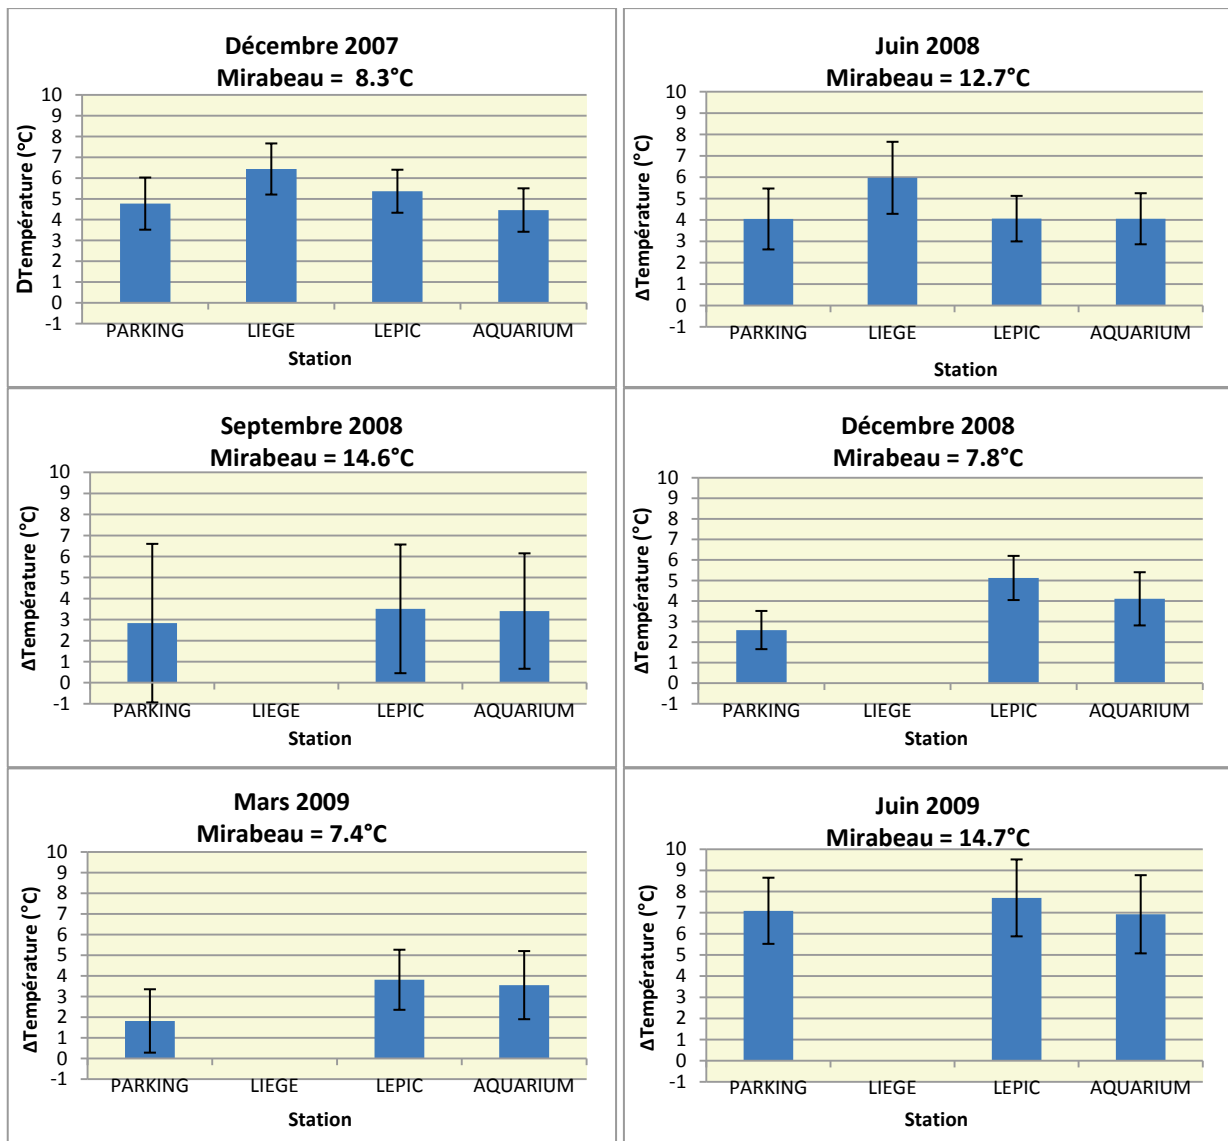 Décembre 2007
Mirabeau =  8.3°C
10
9
8
7
6
5
4
3
2
1
0
-1
DTempérature (°C)
PARKING LIEGE LEPIC AQUARIUM
Station
Juin 2008
Mirabeau = 12.7°C
10
9
8
7
6
5
4
3
2
1
0
-1
ΔTempérature (°C)
PARKING LIEGE LEPIC AQUARIUM
Station
Septembre 2008
Mirabeau = 14.6°C
10
9
8
7
6
5
4
3
2
1
0
-1
ΔTempérature (°C)
PARKING LIEGE LEPIC AQUARIUM
Station
Décembre 2008
Mirabeau = 7.8°C
10
9
8
7
6
5
4
3
2
1
0
-1
ΔTempérature (°C)
PARKING LIEGE LEPIC AQUARIUM
Station
Mars 2009
Mirabeau = 7.4°C
10
9
8
7
6
5
4
3
2
1
0
-1
ΔTempérature (°C)
PARKING LIEGE LEPIC AQUARIUM
Station
Juin 2009
Mirabeau = 14.7°C
10
9
8
7
6
5
4
3
2
1
0
-1
ΔTempérature (°C)
PARKING LIEGE LEPIC AQUARIUM
Station